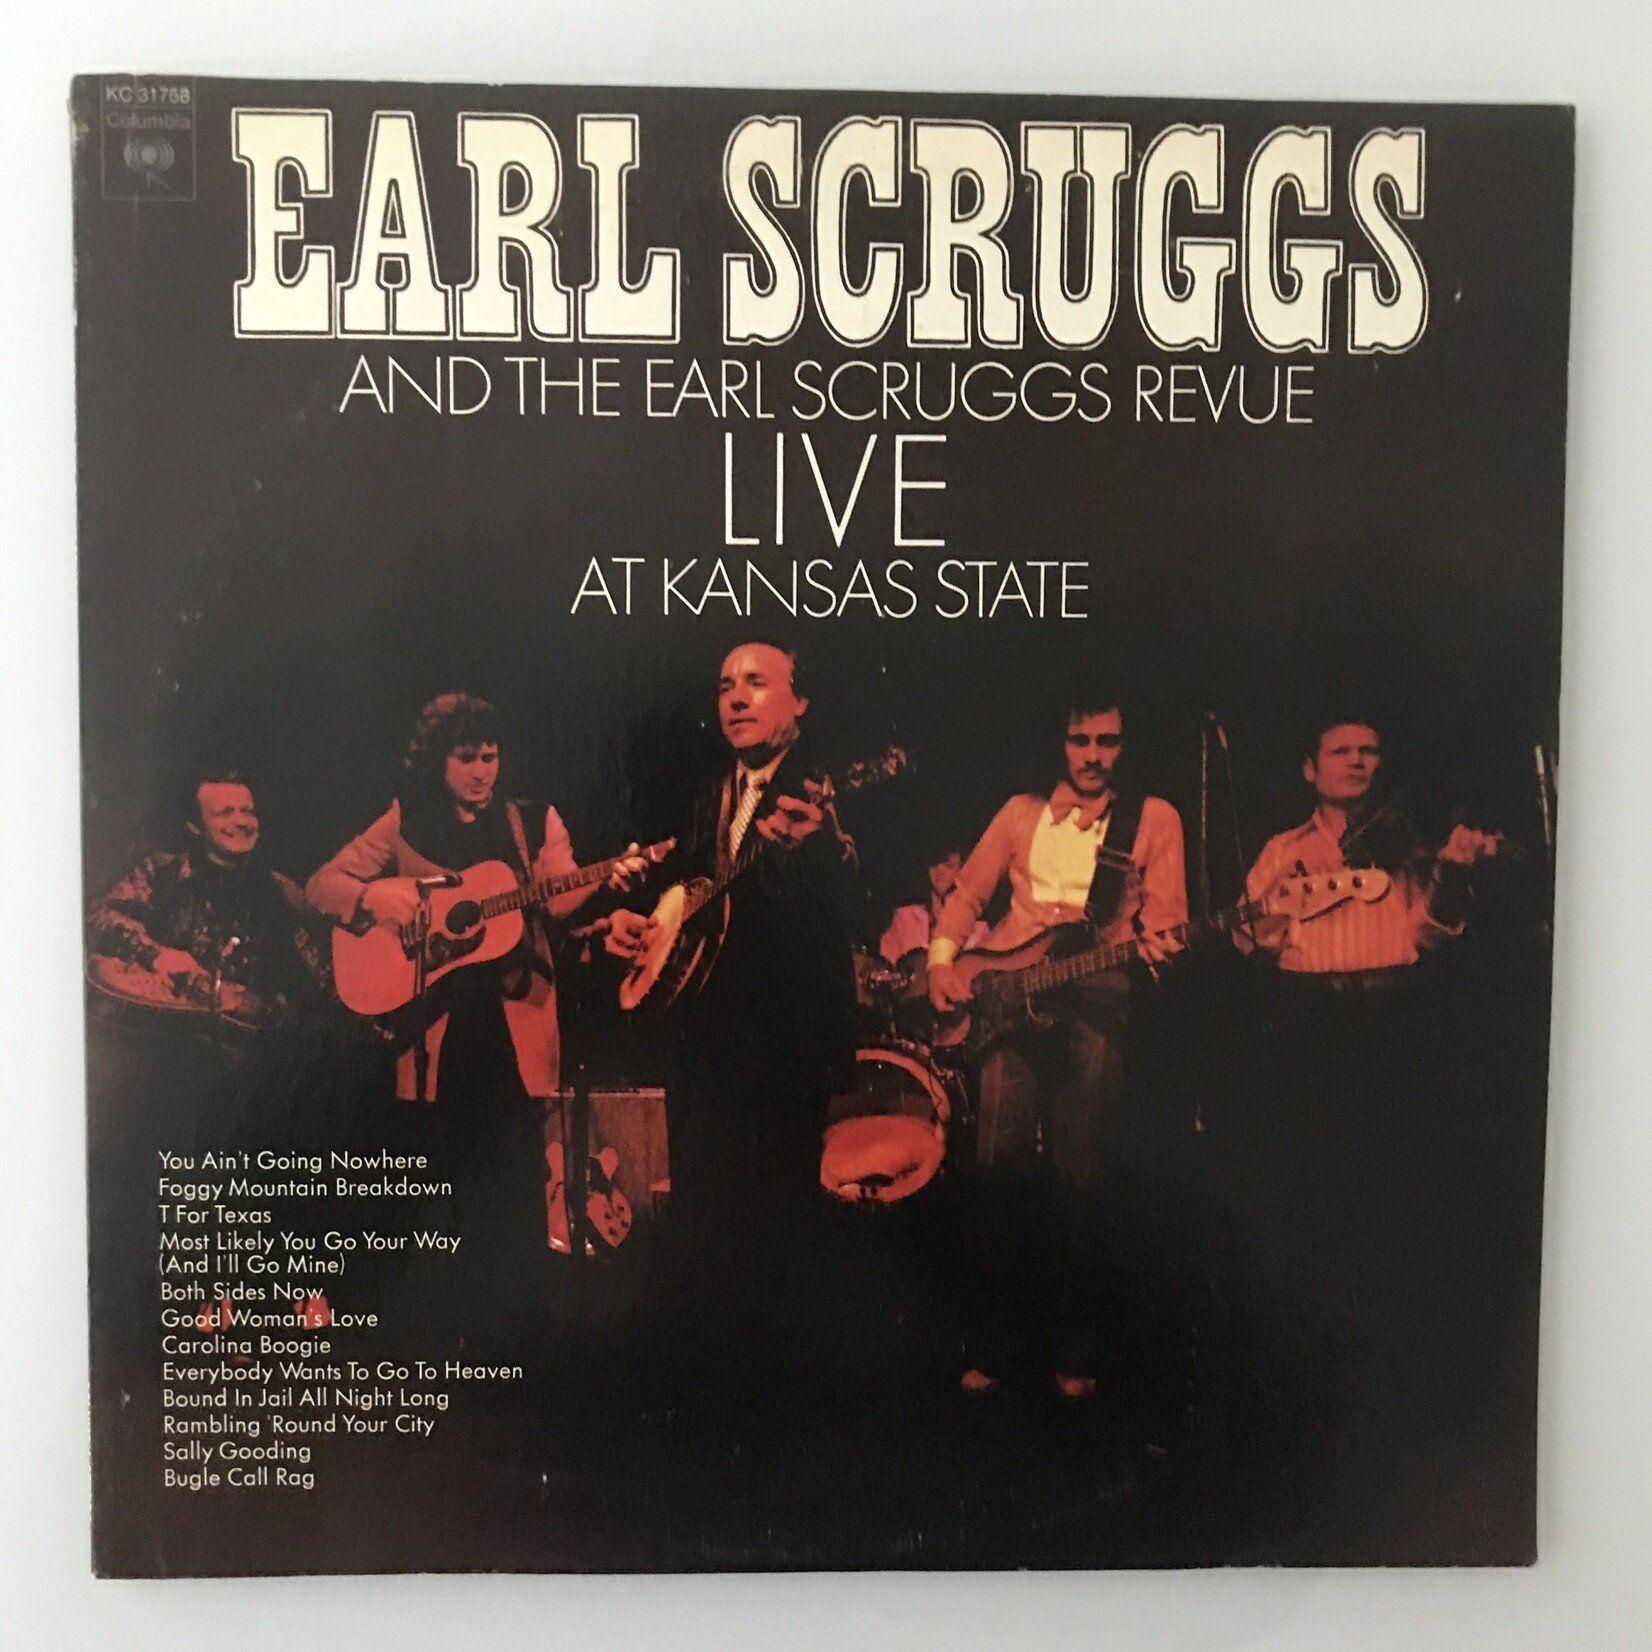 KC 31758
Columbia
EARL SCRUGGS
AND THE EARL SCRUGGS REVUE
LIVE
AT KANSAS STATE
You Ain't Going Nowhere
Foggy Mountain Breakdown
T For Texas
Most Likely You Go Your Way
(And I'll Go Mine)
Both Sides Now
Good Woman's Love
Carolina Boogie
Everybody Wants To Go To Heaven
Bound In Jail All Night Long
Rambling 'Round Your City
Sally Gooding
Bugle Call Rag